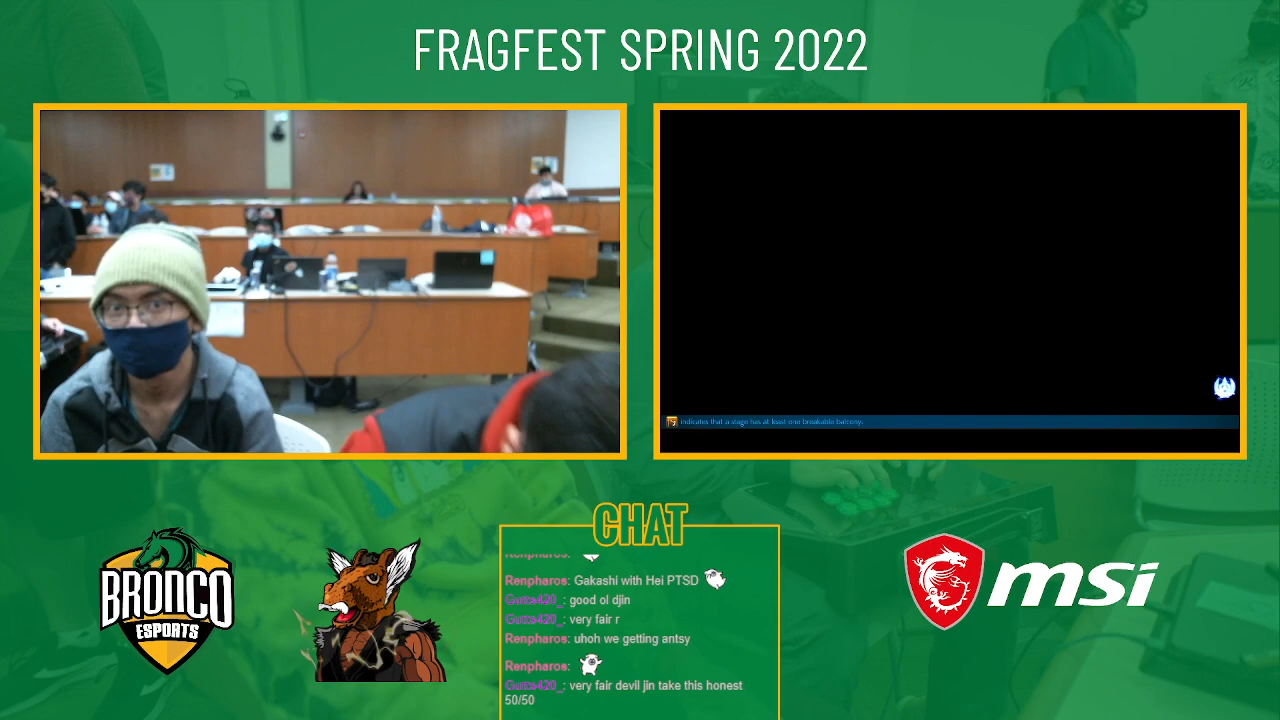 FRAGFEST SPRING 2022
indicates that a stage has at least one breakable balcony.
CHAT
Renpharos:
Renpharos: Gakashi with Hei PTSD
Gutts420_: good ol djin
Gutts420_: very fair r
Renpharos: uhoh we getting antsy
Renpharos:
Gutts420_: very fair devil jin take this honest
50/50
BRONCO
ESPORTS
msi